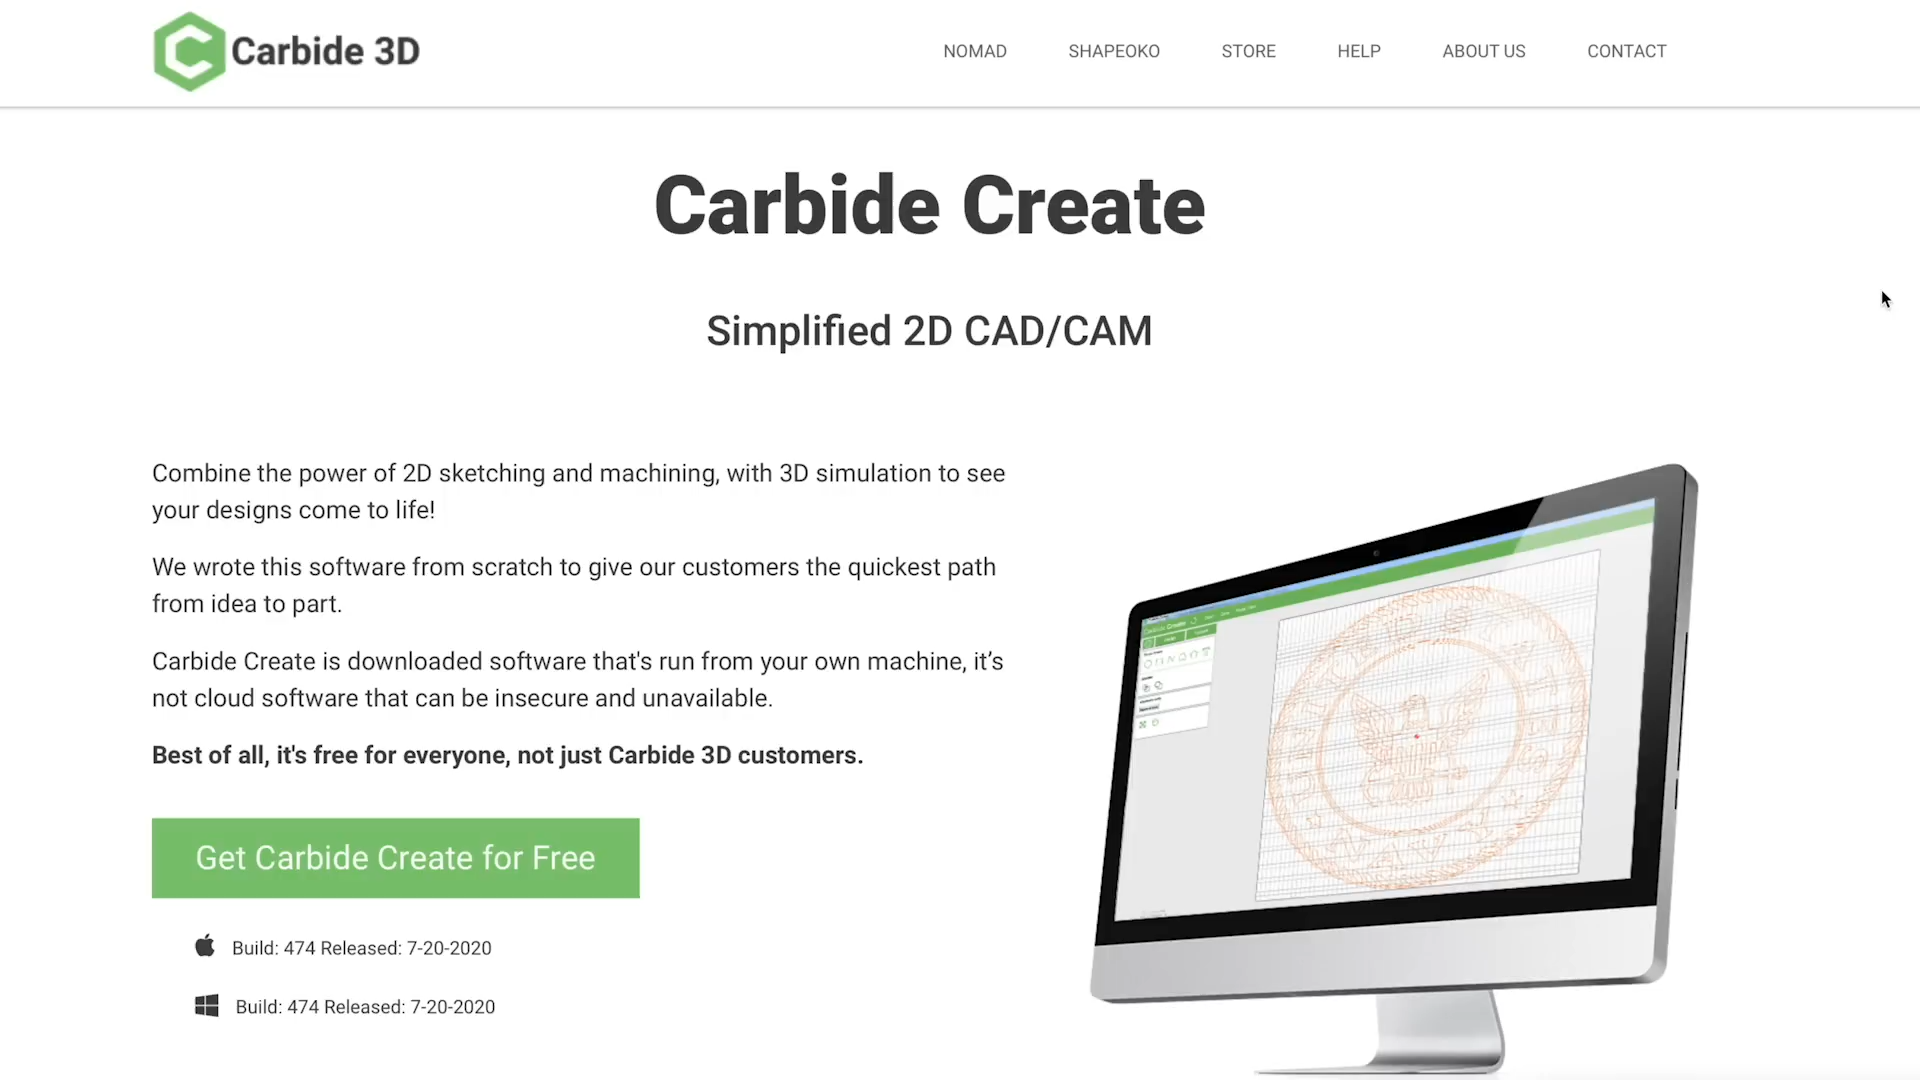 Carbide 3D
NOMAD SHAPEOKO STORE HELP ABOUT US CONTACT
Carbide Create
Simplified 2D CAD/CAM
Combine the power of 2D sketching and machining, with 3D simulation to see
your designs come to life!
We wrote this software from scratch to give our customers the quickest path
from idea to part.
Carbide Create is downloaded software that's run from your own machine, it’s
not cloud software that can be insecure and unavailable.
Best of all, it's free for everyone, not just Carbide 3D customers.
Get Carbide Create for Free
Build: 474 Released: 7-20-2020
Build: 474 Released: 7-20-2020